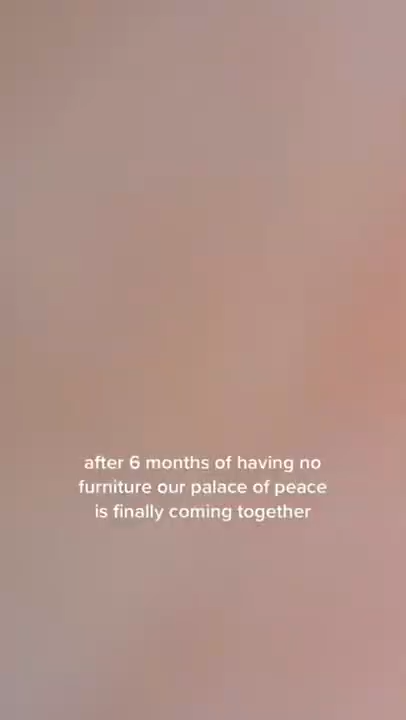 after 6 months of having no
furniture our palace of peace
is finally coming together